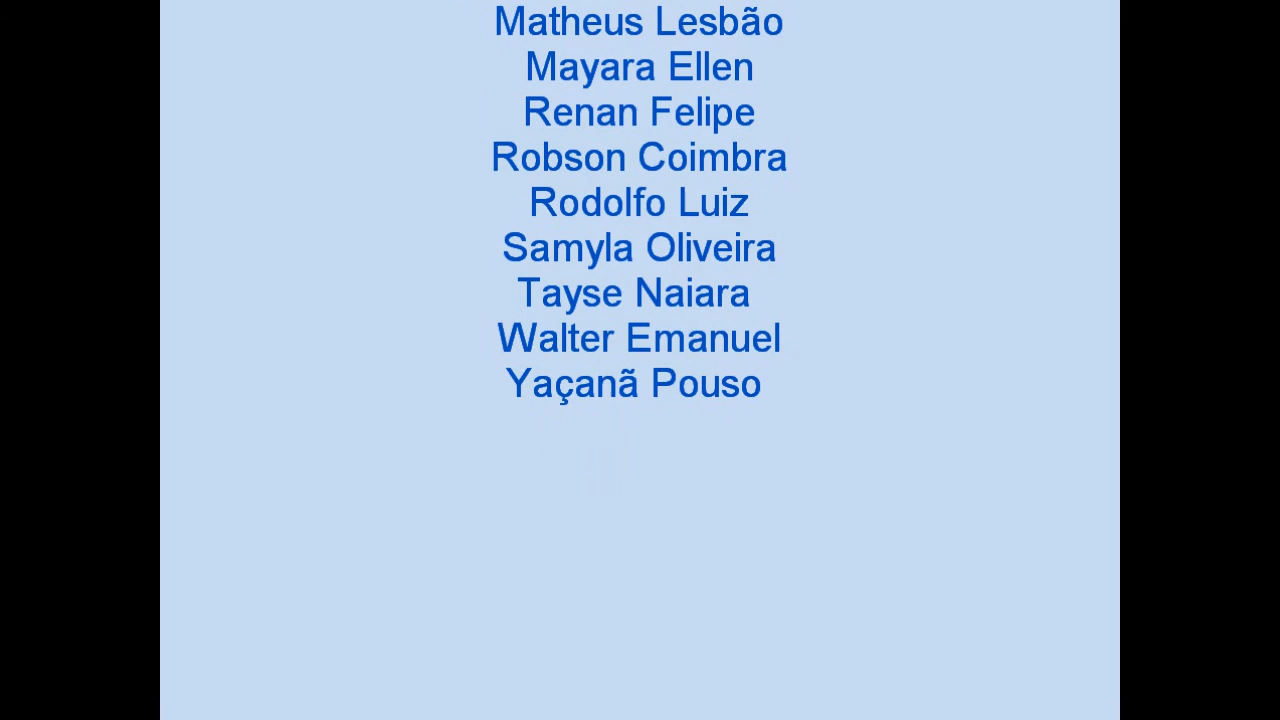 Matheus Lesbão
Mayara Ellen
Renan Felipe
Robson Coimbra
Rodolfo Luiz
Samyla Oliveira
Tayse Naiara
Walter Emanuel
Yaçanã Pouso